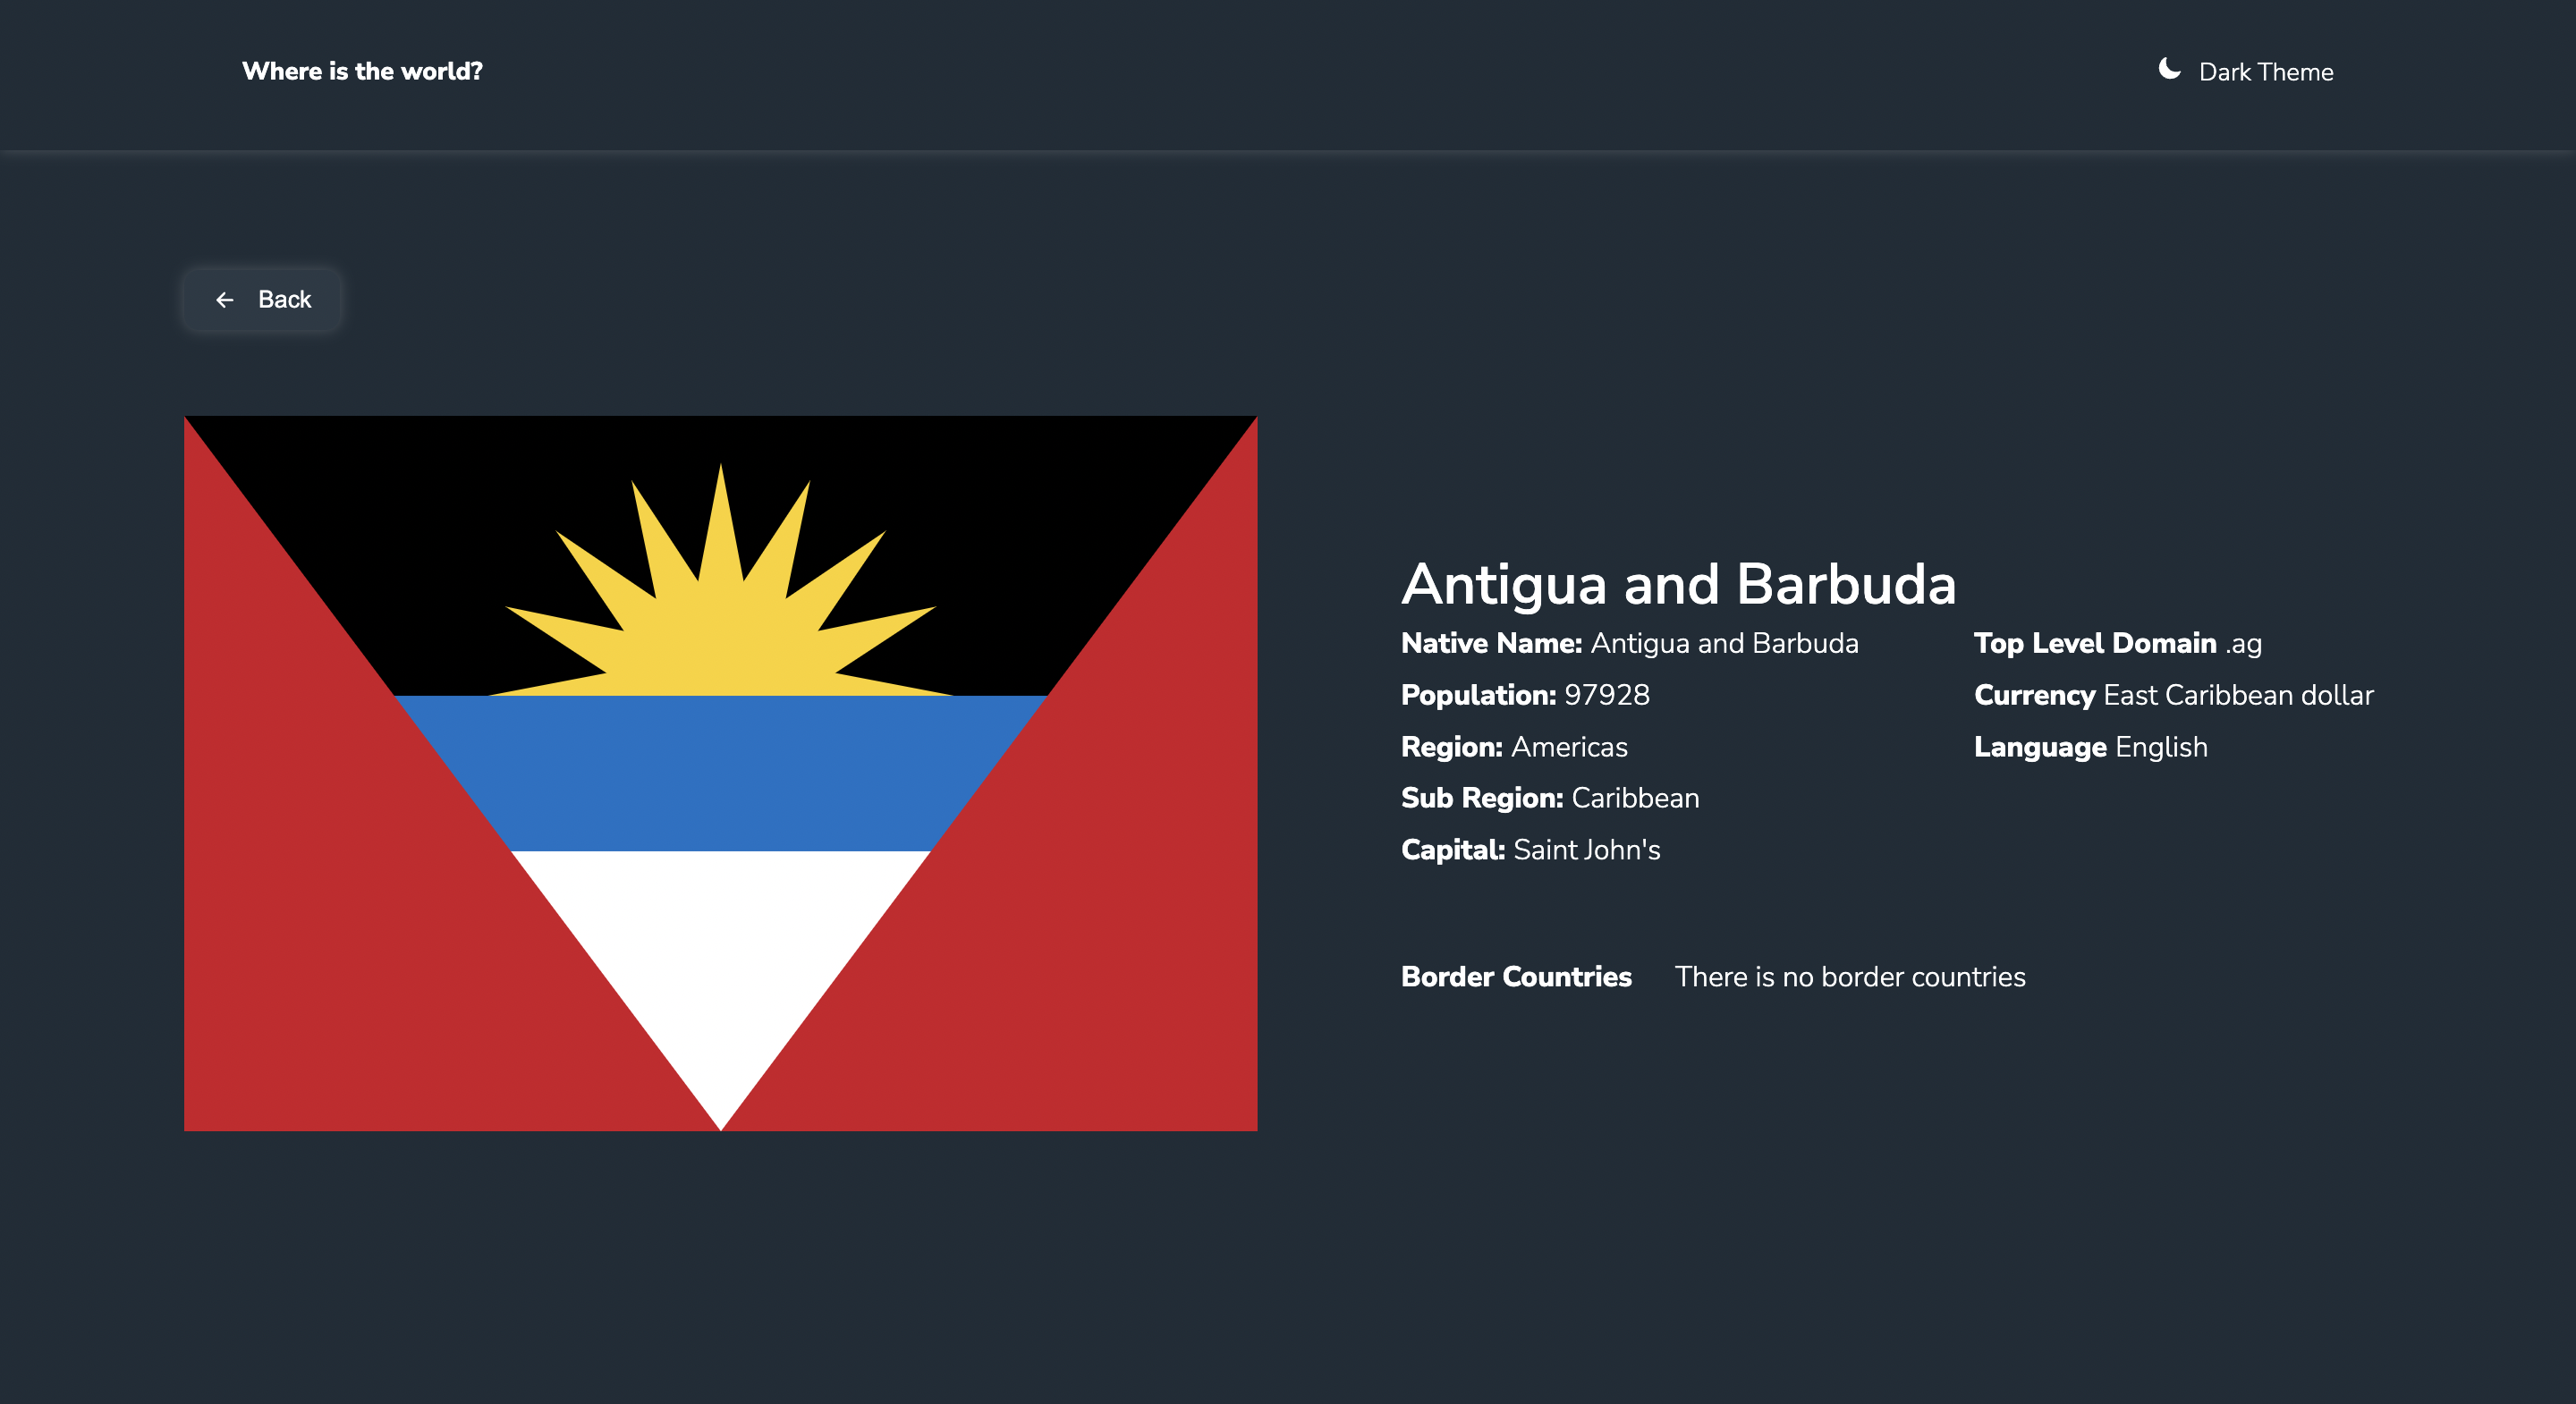 Where is the world?
Dark Theme
Back
Antigua and Barbuda
Native Name: Antigua and Barbuda
Population: 97928
Region: Americas
Sub Region: Caribbean
Capital: Saint John's
Top Level Domain .ag
Currency East Caribbean dollar
Language English
Border Countries There is no border countries